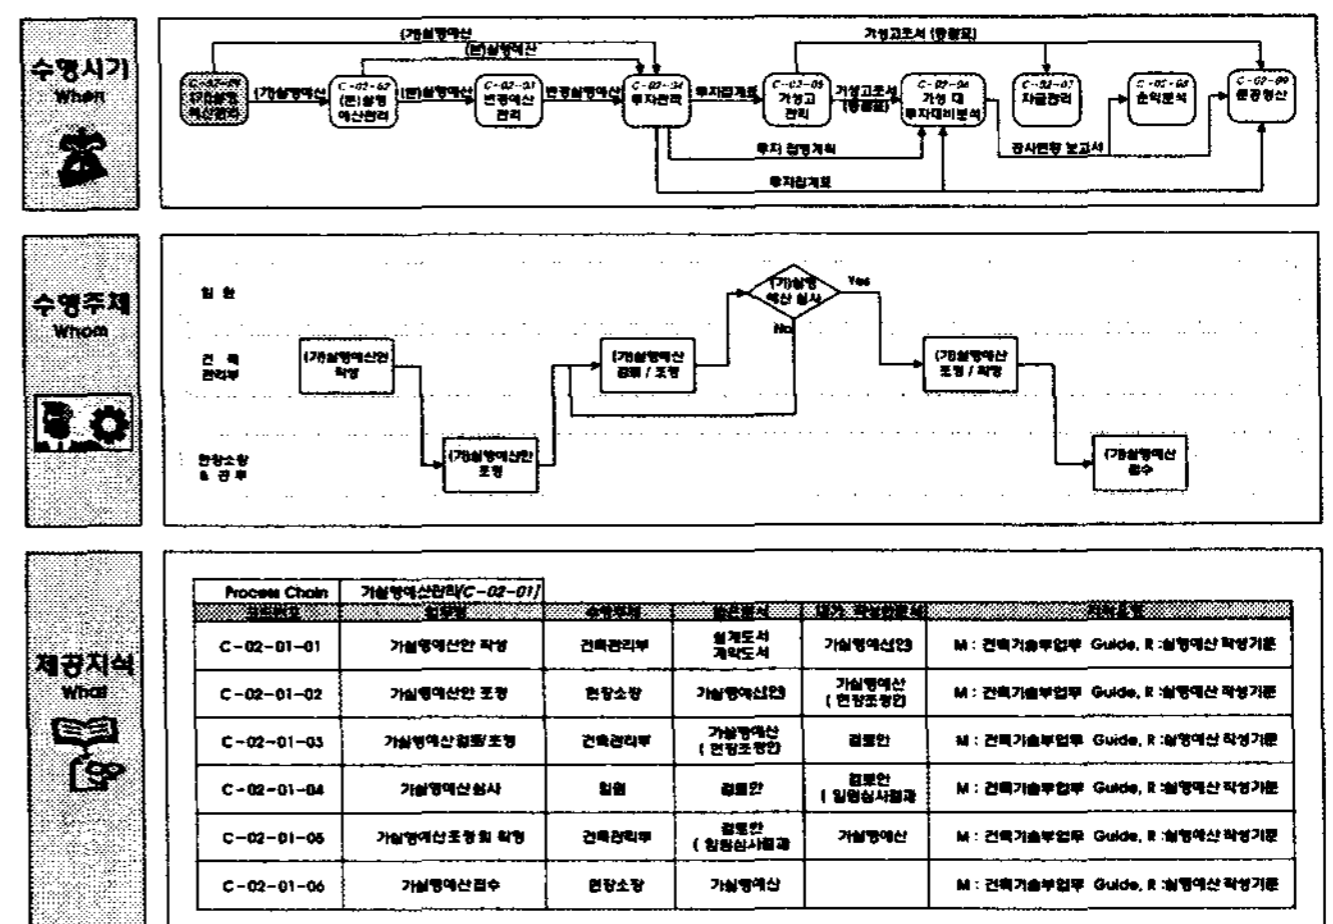 수행시기
When
(가)실행예산
(본)실행예산
기성고조서 (총괄표)
C-02-01
(가)실행
예산관리
(가)실행예산
C-02-02
(본)실행
예산관리
(본)실행예산
C-02-03
변경예산
관리
변경실행예산
C-02-04
투자관리
투자집계표
C-02-05
기성고
관리
기성고조서
(총괄표)
C-02-06
기성 대
투자대비분석
C-02-07
자금관리
C-02-08
손익분석
C-02-09
준공정산
투자 집행계획
공사현황 보고서
투자집계표
수행주체
Whom
임 원
(가)실행
예산 심사
Yes
No
건 축
관리부
(가)실행예산안
작성
(가)실행예산
검토 / 조정
(가)실행예산
조정 / 확정
현장소장
& 공 무
(가)실행예산안
조정
(가)실행예산
접수
제공지식
What
Process Chain 가실행예산관리[C-02-01]
업무명 수행주체
C-02-01-01 가실행예산안 작성 건축관리부 설계도서 계약도서 가실행예산(안) M : 건축기술부업무 Guide, R :실행예산 작성기준
C-02-01-02 가실행예산안 조정 현장소장 가실행예산(안) 가실행예산 ( 현장조정안) M : 건축기술부업무 Guide, R :실행예산 작성기준
C-02-01-03 가실행예산 검토/조정 건축관리부 가실행예산 ( 현장조정안) 검토안 M : 건축기술부업무 Guide, R :실행예산 작성기준
C-02-01-04 가실행예산 심사 임원 검토안 검토안 ( 임원심사결과 M : 건축기술부업무 Guide, R :실행예산 작성기준
C-02-01-05 가실행예산 조정 및 확정 건축관리부 검토안 ( 임원심사결과 가실행예산 M : 건축기술부업무 Guide, R :실행예산 작성기준
C-02-01-06 가실행예산 접수 현장소장 가실행예산 M : 건축기술부업무 Guide, R :실행예산 작성기준